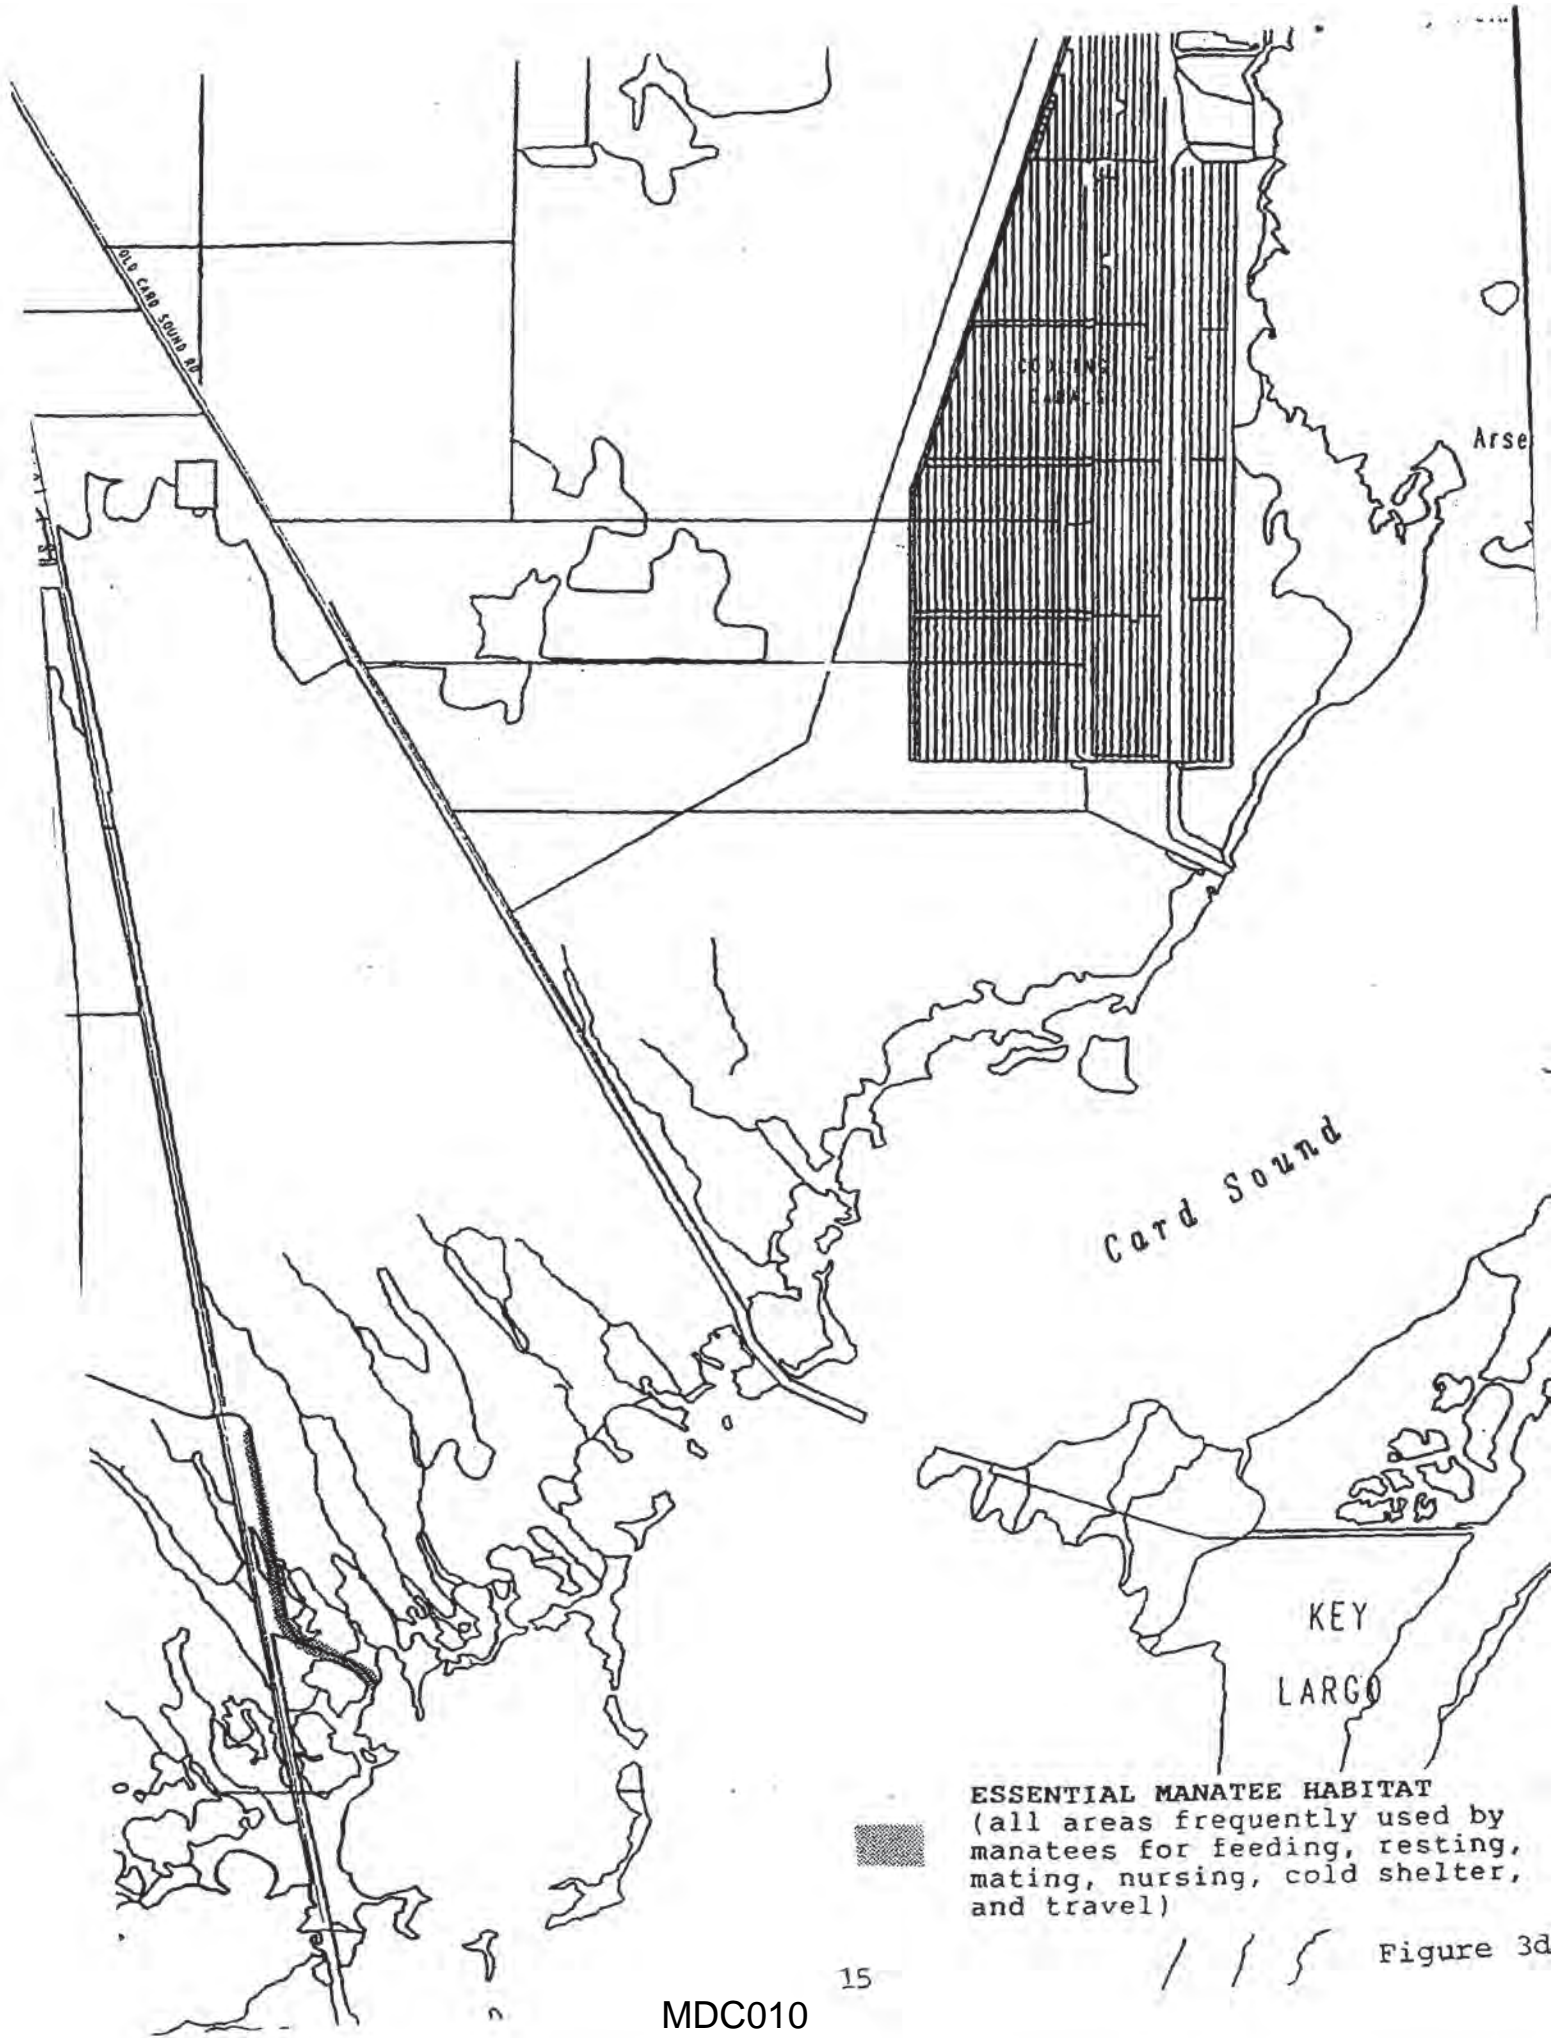 OLD CARD SOUND RD
COOLING
CANALS
Arse
Card Sound
KEY
LARGO
ESSENTIAL MANATEE HABITAT
(all areas frequently used by
manatees for feeding, resting,
mating, nursing, cold shelter,
and travel)
Figure 3d
15
MDC010